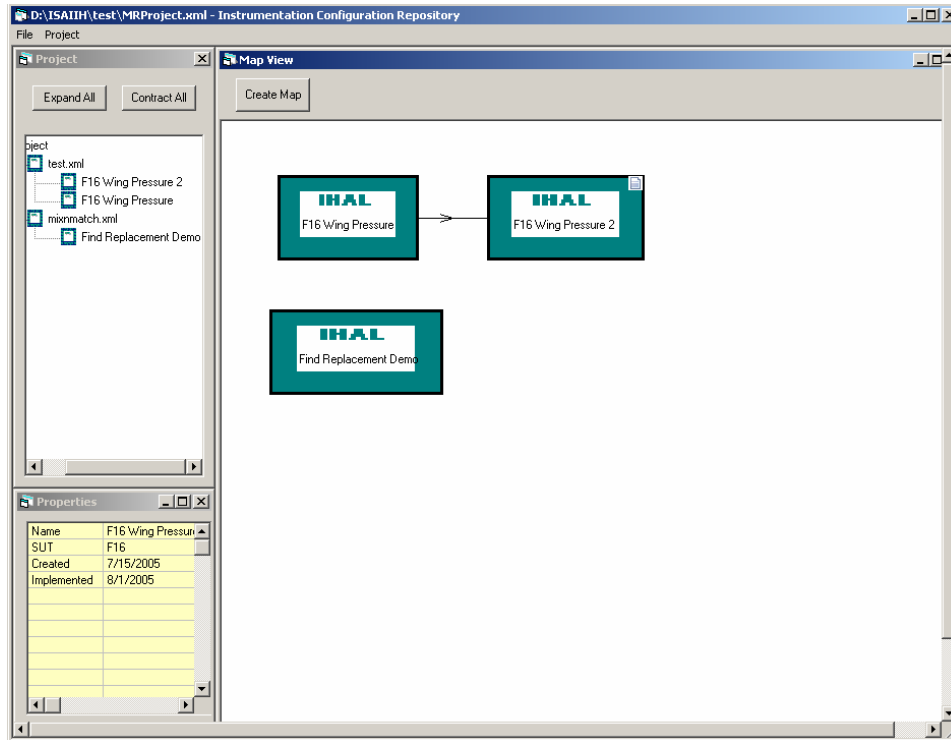 D:\ISAIIH\test\MRProject.xml - Instrumentation Configuration Repository
File Project
Project
Expand All Contract All
oject
test.xml
F16 Wing Pressure 2
F16 Wing Pressure
mixnmatch.xml
Find Replacement Demo
Properties
Name F16 Wing Pressure
SUT F16
Created 7/15/2005
Implemented 8/1/2005
Map View
Create Map
IHAL
F16 Wing Pressure
IHAL
F16 Wing Pressure 2
IHAL
Find Replacement Demo